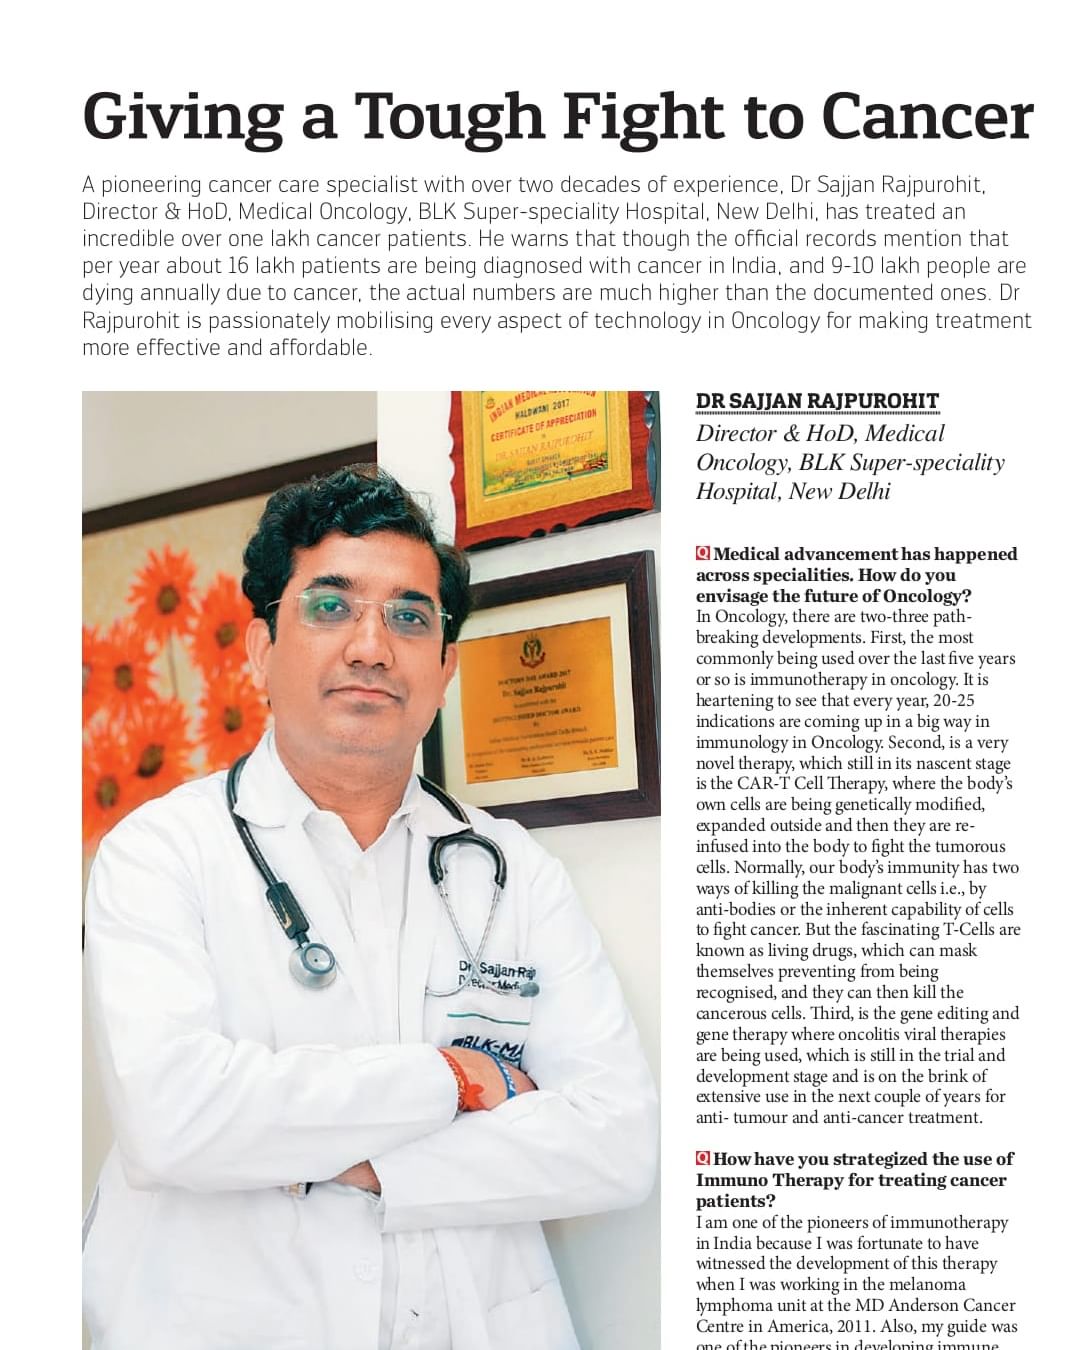 Giving a Tough Fight to Cancer
A pioneering cancer care specialist with over two decades of experience, Dr Sajjan Rajpurohit,
Director & HoD, Medical Oncology, BLK Super-speciality Hospital, New Delhi, has treated an
incredible over one lakh cancer patients. He warns that though the official records mention that
per year about 16 lakh patients are being diagnosed with cancer in India, and 9-10 lakh people are
dying annually due to cancer, the actual numbers are much higher than the documented ones. Dr
Rajpurohit is passionately mobilising every aspect of technology in Oncology for making treatment
more effective and affordable.
INDIAN MEDICAL
HALDWANI 2017
CERTIFICATE OF APPRECIATION
DR. SAJJAN RAJPUROHIT
DOCTORS DAY AWARD 2017
Dr. Sajjan Rajpurohit
DISTINGUISHED DOCTOR AWARD
Dr. Sajjan Raj
BLK-MA
DR SAJJAN RAJPUROHIT
Director & HoD, Medical
Oncology, BLK Super-speciality
Hospital, New Delhi
Q Medical advancement has happened
across specialities. How do you
envisage the future of Oncology?
In Oncology, there are two-three path-
breaking developments. First, the most
commonly being used over the last five years
or so is immunotherapy in oncology. It is
heartening to see that every year, 20-25
indications are coming up in a big way in
immunology in Oncology. Second, is a very
novel therapy, which still in its nascent stage
is the CAR-T Cell Therapy, where the body's
own cells are being genetically modified,
expanded outside and then they are re-
infused into the body to fight the tumorous
cells. Normally, our body's immunity has two
ways of killing the malignant cells i.e., by
anti-bodies or the inherent capability of cells
to fight cancer. But the fascinating T-Cells are
known as living drugs, which can mask
themselves preventing from being
recognised, and they can then kill the
cancerous cells. Third, is the gene editing and
gene therapy where oncolitis viral therapies
are being used, which is still in the trial and
development stage and is on the brink of
extensive use in the next couple of years for
anti- tumour and anti-cancer treatment.
Q How have you strategized the use of
Immuno Therapy for treating cancer
patients?
I am one of the pioneers of immunotherapy
in India because I was fortunate to have
witnessed the development of this therapy
when I was working in the melanoma
lymphoma unit at the MD Anderson Cancer
Centre in America, 2011. Also, my guide was
one of the pioneers in developing immune